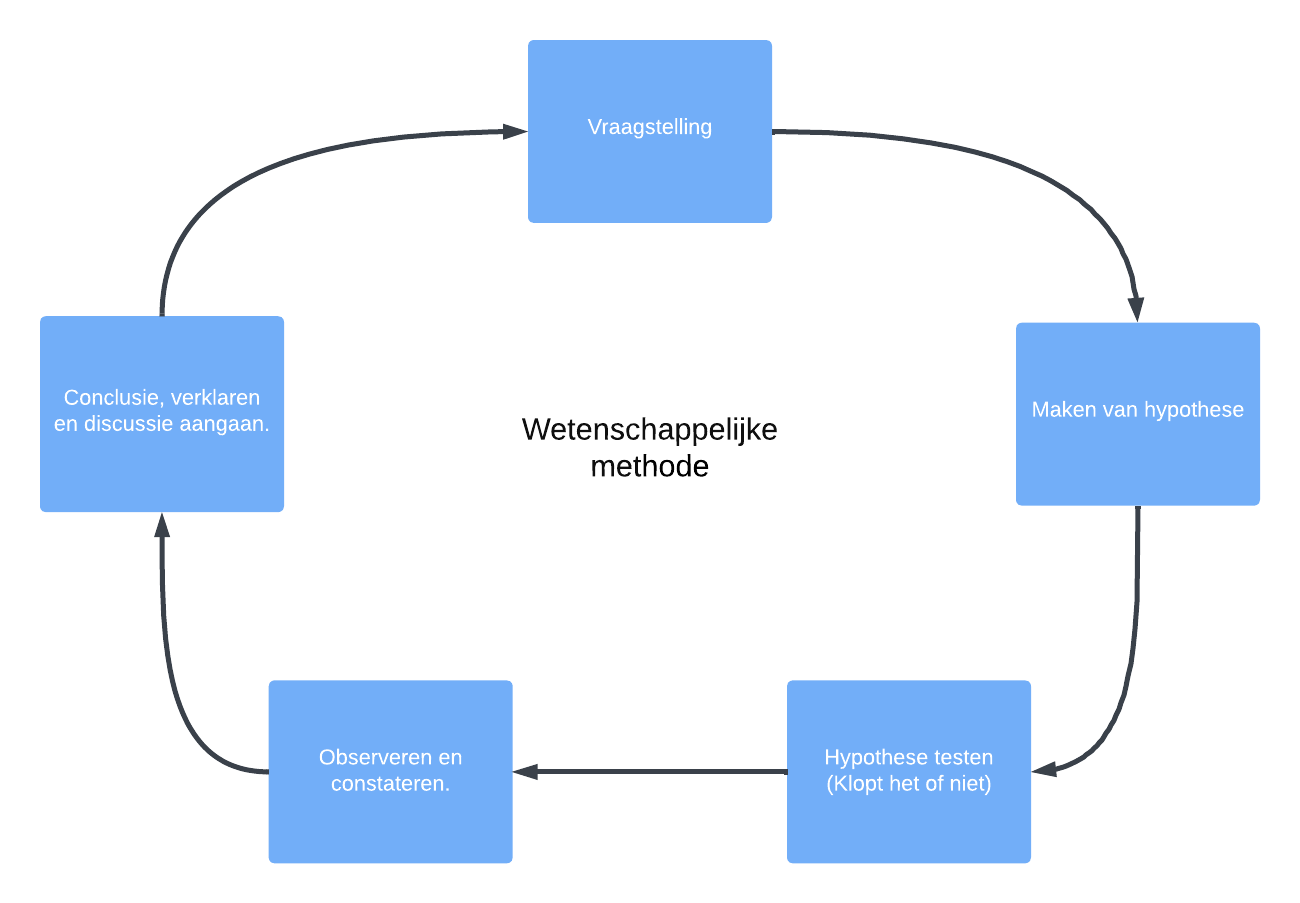 Vraagstelling
Maken van hypothese
Hypothese testen
(Klopt het of niet)
Observeren en
constateren.
Conclusie, verklaren
en discussie aangaan.
Wetenschappelijke
methode